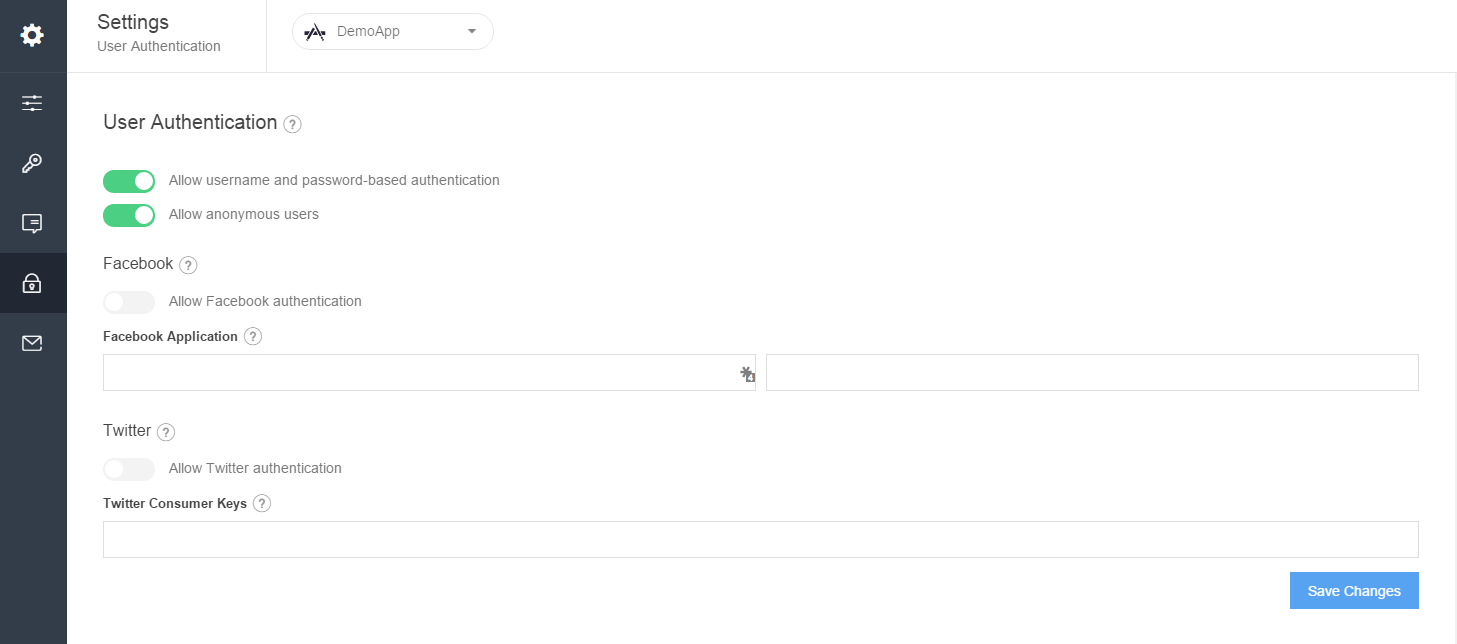 Settings
User Authentication
DemoApp
User Authentication ?
Allow username and password-based authentication
Allow anonymous users
Facebook ?
Allow Facebook authentication
Facebook Application ?
4
Twitter ?
Allow Twitter authentication
Twitter Consumer Keys ?
Save Changes